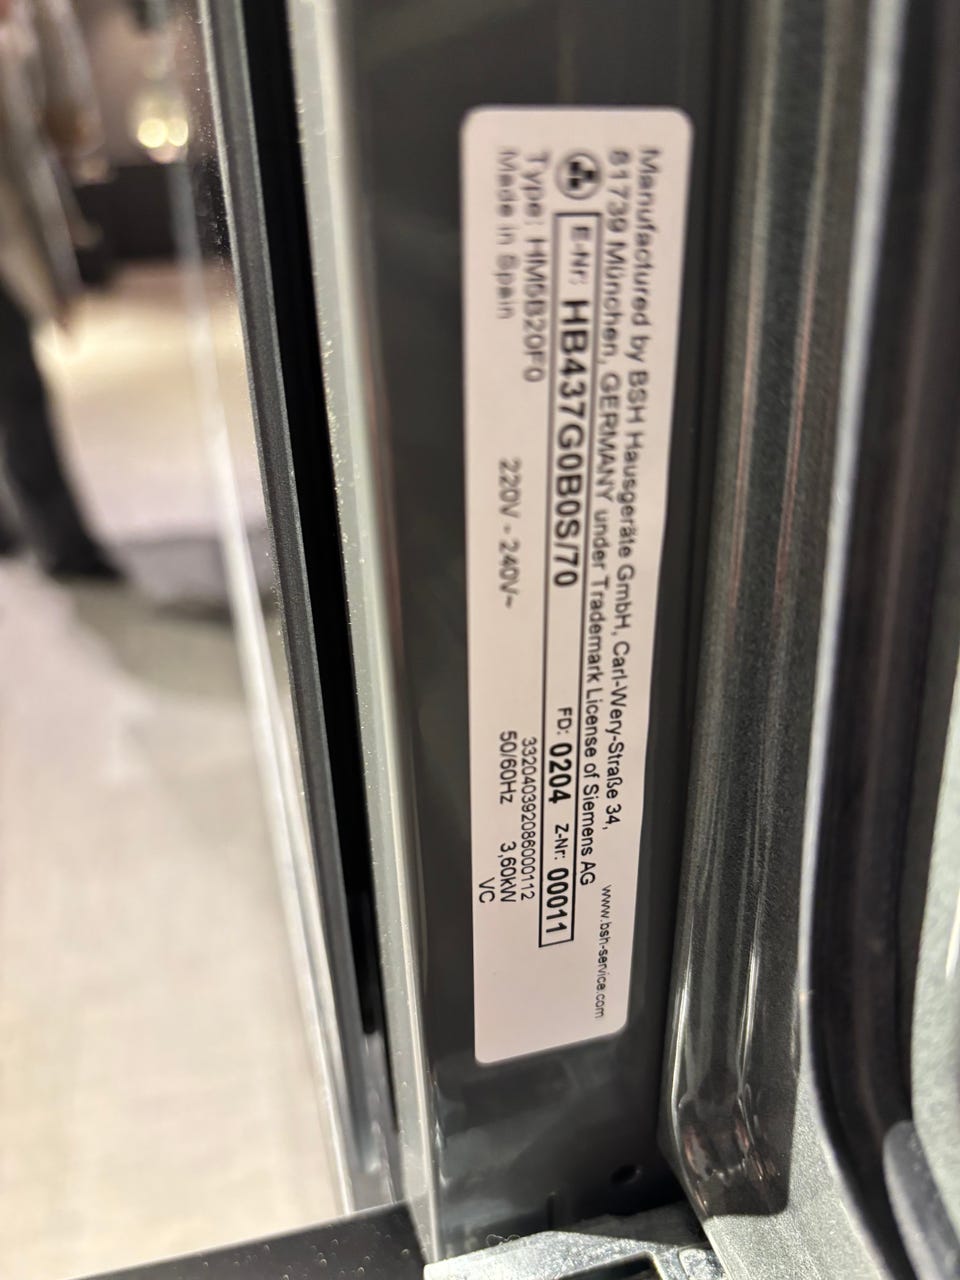 Manufactured by BSH Hausgeräte GmbH, Carl-Wery-Straße 34,
81739 München, GERMANY under Trademark License of Siemens AG
www.bsh-service.com
E-Nr: HB437G0B0S/70 FD: 0204 Z-Nr: 00011
332040392086000112
Type: HM5B20F0 220V - 240V~ 50/60Hz 3,60kW
Made in Spain VC